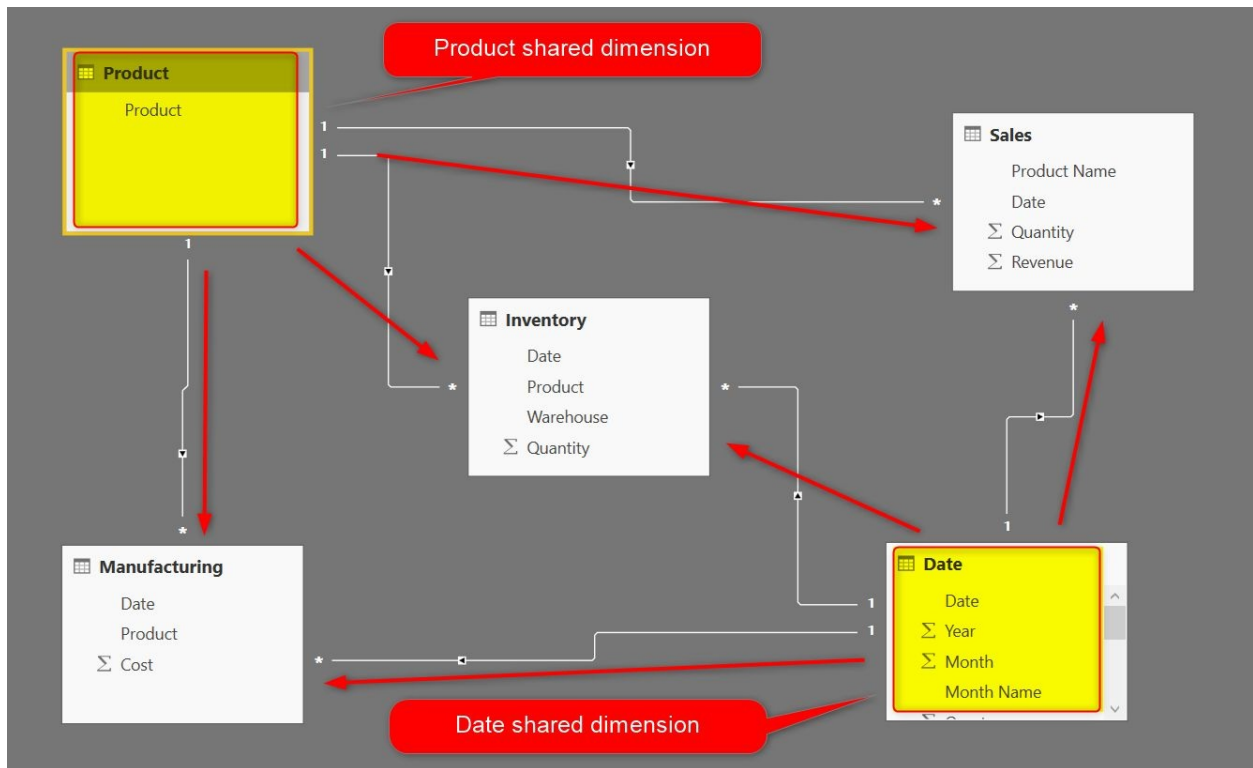 Product shared dimension
Product
Product
1
1
1
*
Sales
Product Name
Date
Σ Quantity
Σ Revenue
*
Inventory
Date
Product
Warehouse
Σ Quantity
*
*
1
*
Manufacturing
Date
Product
Σ Cost
*
1
1
Date
Date
Σ Year
Σ Month
Month Name
Date shared dimension